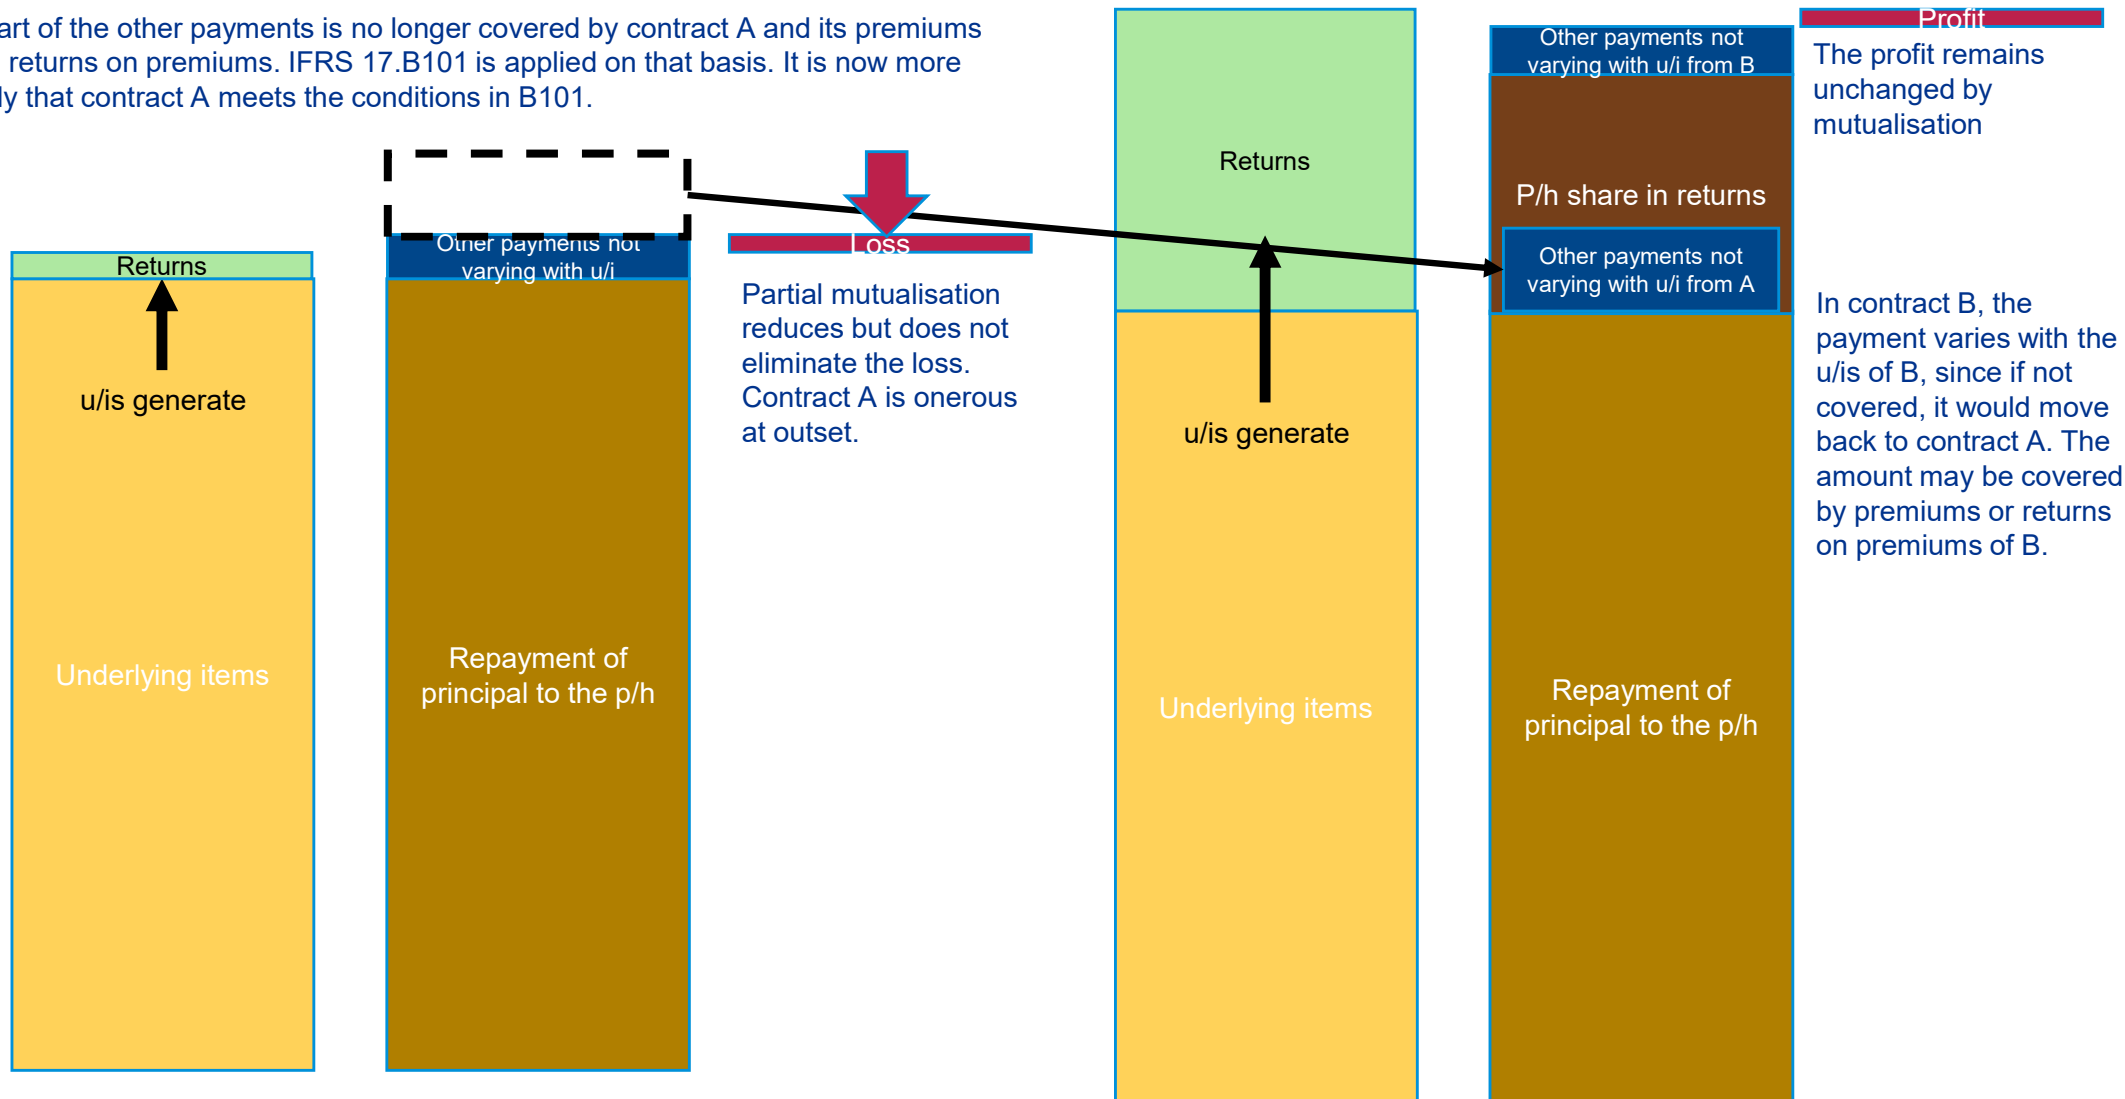 art of the other payments is no longer covered by contract A and its premiums
returns on premiums. IFRS 17.B101 is applied on that basis. It is now more
ly that contract A meets the conditions in B101.
Returns
u/is generate
Underlying items
Other payments not
varying with u/i
Repayment of
principal to the p/h
Loss
Partial mutualisation
reduces but does not
eliminate the loss.
Contract A is onerous
at outset.
Returns
u/is generate
Underlying items
Other payments not
varying with u/i from B
P/h share in returns
Other payments not
varying with u/i from A
Repayment of
principal to the p/h
Profit
The profit remains
unchanged by
mutualisation
In contract B, the
payment varies with the
u/is of B, since if not
covered, it would move
back to contract A. The
amount may be covered
by premiums or returns
on premiums of B.